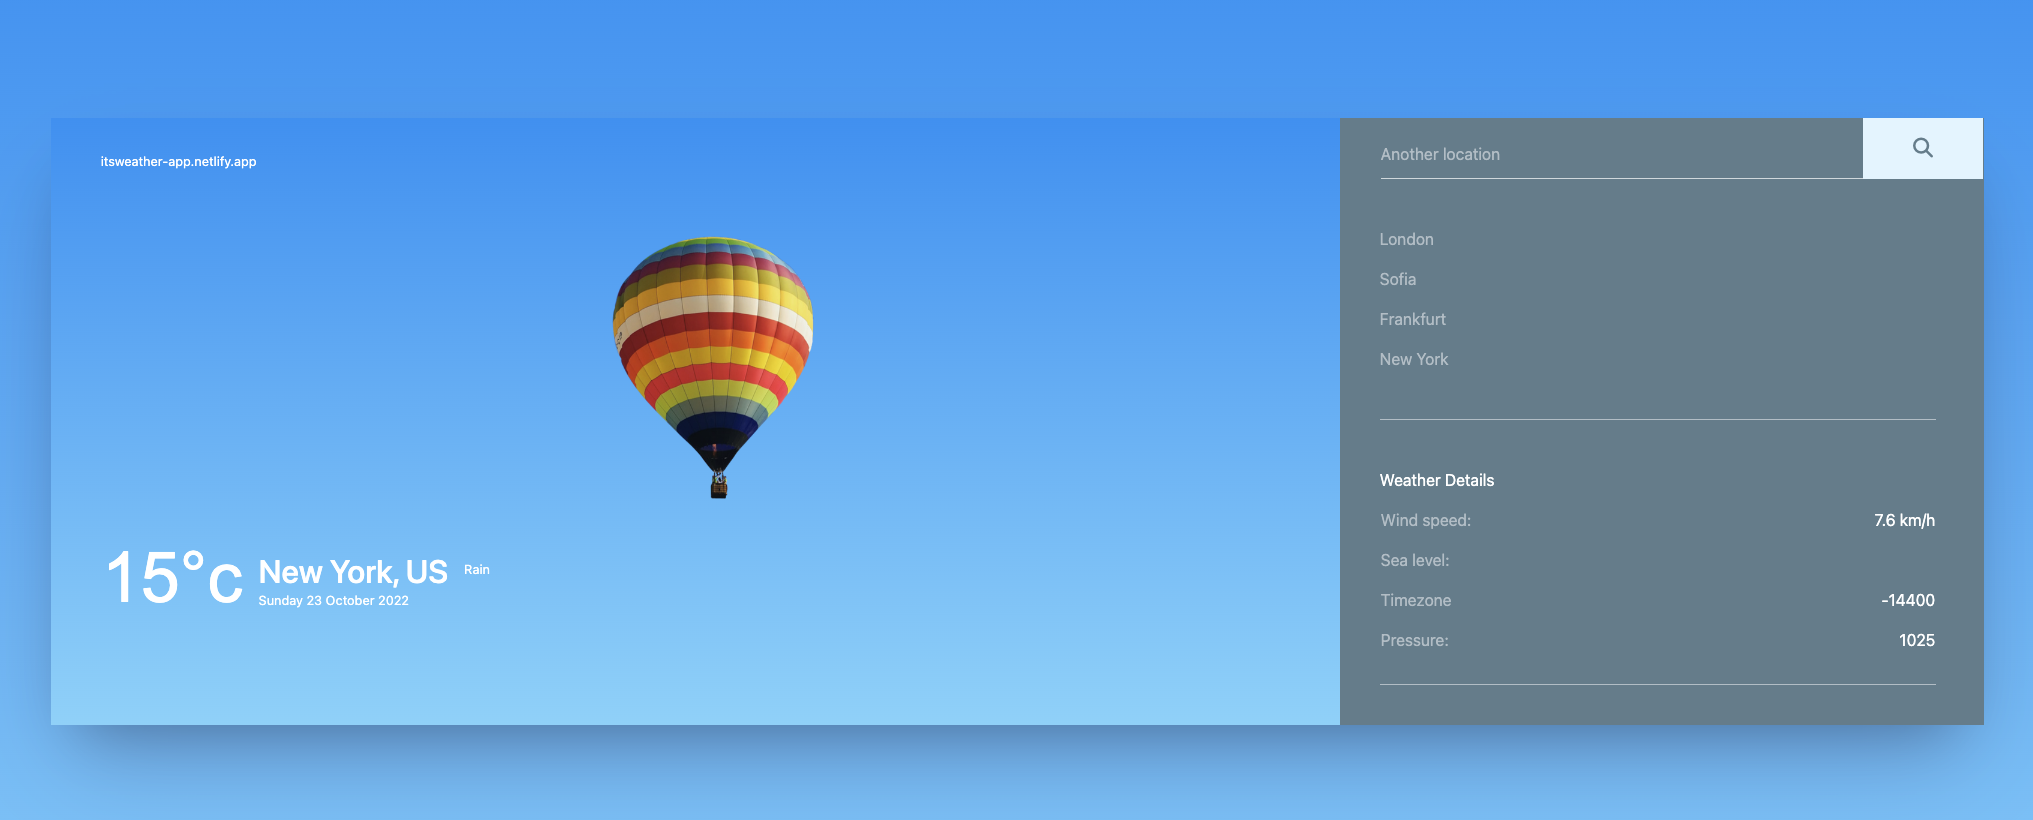 itsweather-app.netlify.app
15°c
New York, US
Rain
Sunday 23 October 2022
Another location
London
Sofia
Frankfurt
New York
Weather Details
Wind speed: 7.6 km/h
Sea level:
Timezone -14400
Pressure: 1025